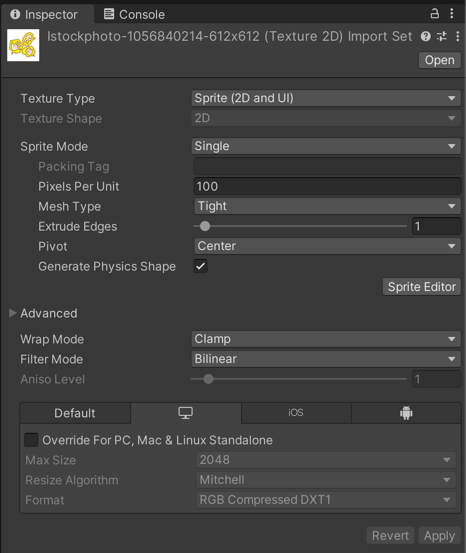 Inspector
Console
Istockphoto-1056840214-612x612 (Texture 2D) Import Set
Open
Texture Type
Sprite (2D and UI)
Texture Shape
2D
Sprite Mode
Single
Packing Tag
Pixels Per Unit
100
Mesh Type
Tight
Extrude Edges
1
Pivot
Center
Generate Physics Shape
Sprite Editor
Advanced
Wrap Mode
Clamp
Filter Mode
Bilinear
Aniso Level
1
Default
iOS
Override For PC, Mac & Linux Standalone
Max Size
2048
Resize Algorithm
Mitchell
Format
RGB Compressed DXT1
Revert
Apply